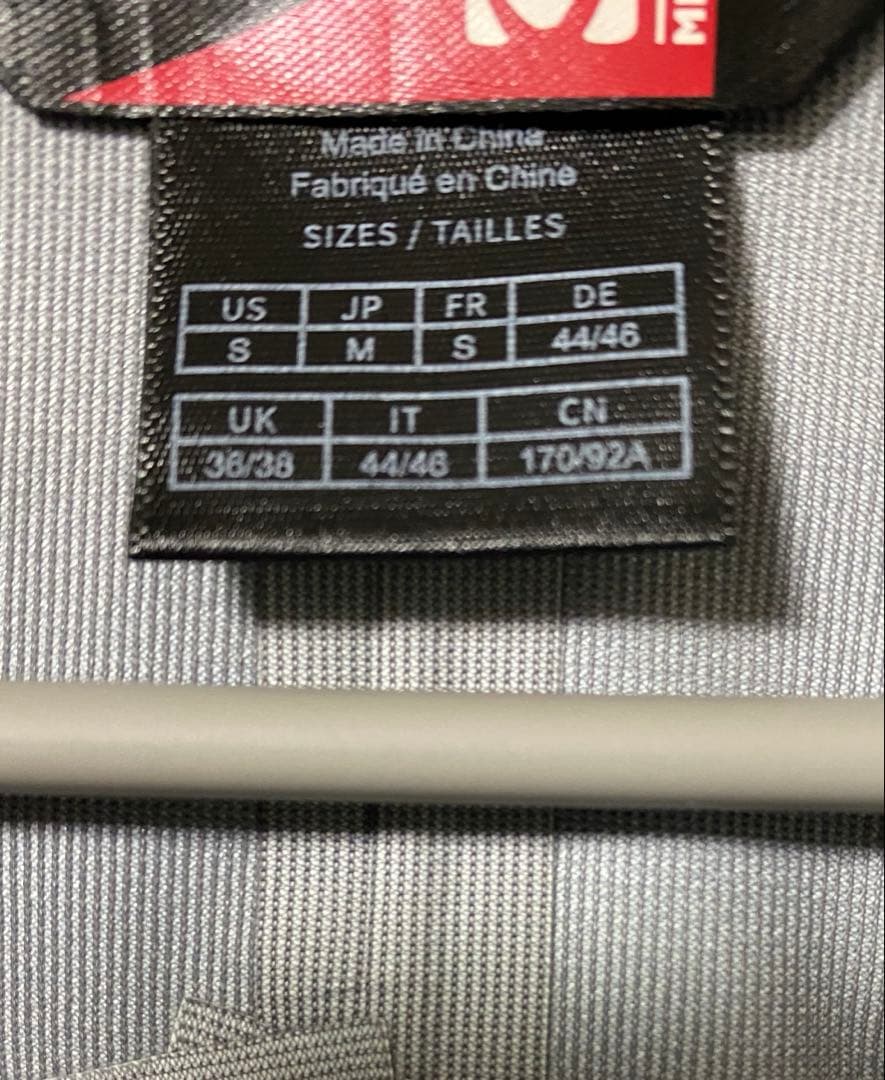 MI
Made in China
Fabriqué en Chine
SIZES / TAILLES
US JP FR DE
S M S 44/46
UK IT CN
36/38 44/46 170/92A